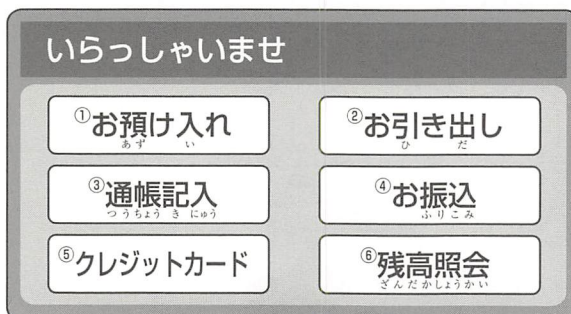 いらっしゃいませ
①お預け入れ
あず い
②お引き出し
ひ だ
③通帳記入
つうちょう き にゅう
④お振込
ふりこみ
⑤クレジットカード
⑥残高照会
ざんだかしょうかい